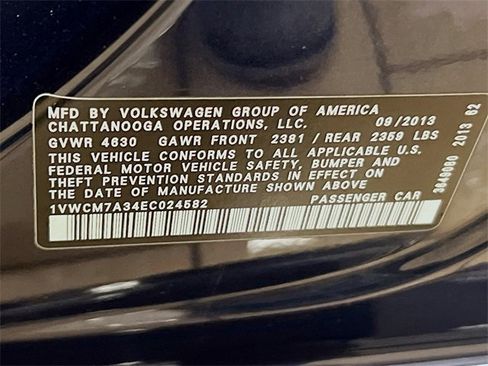 MFD BY VOLKSWAGEN GROUP OF AMERICA
CHATTANOOGA OPERATIONS, LLC. 09/2013
GVWR 4630 GAWR FRONT 2381 / REAR 2359 LBS
THIS VEHICLE CONFORMS TO ALL APPLICABLE U.S.
FEDERAL MOTOR VEHICLE SAFETY, BUMPER AND
THEFT PREVENTION STANDARDS IN EFFECT ON
THE DATE OF MANUFACTURE SHOWN ABOVE
1VWCM7A34EC024582 PASSENGER CAR
2013 62